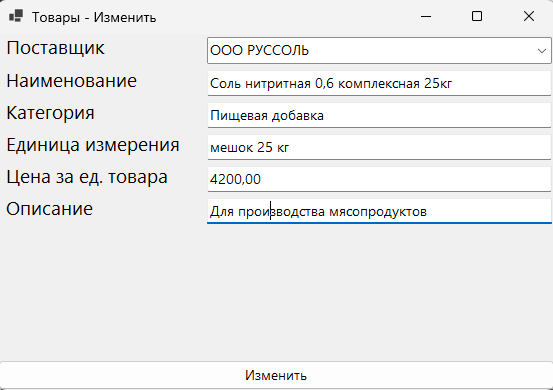 Товары - Изменить
Поставщик ООО РУССОЛЬ
Наименование Соль нитритная 0,6 комплексная 25кг
Категория Пищевая добавка
Единица измерения мешок 25 кг
Цена за ед. товара 4200,00
Описание Для производства мясопродуктов
Изменить